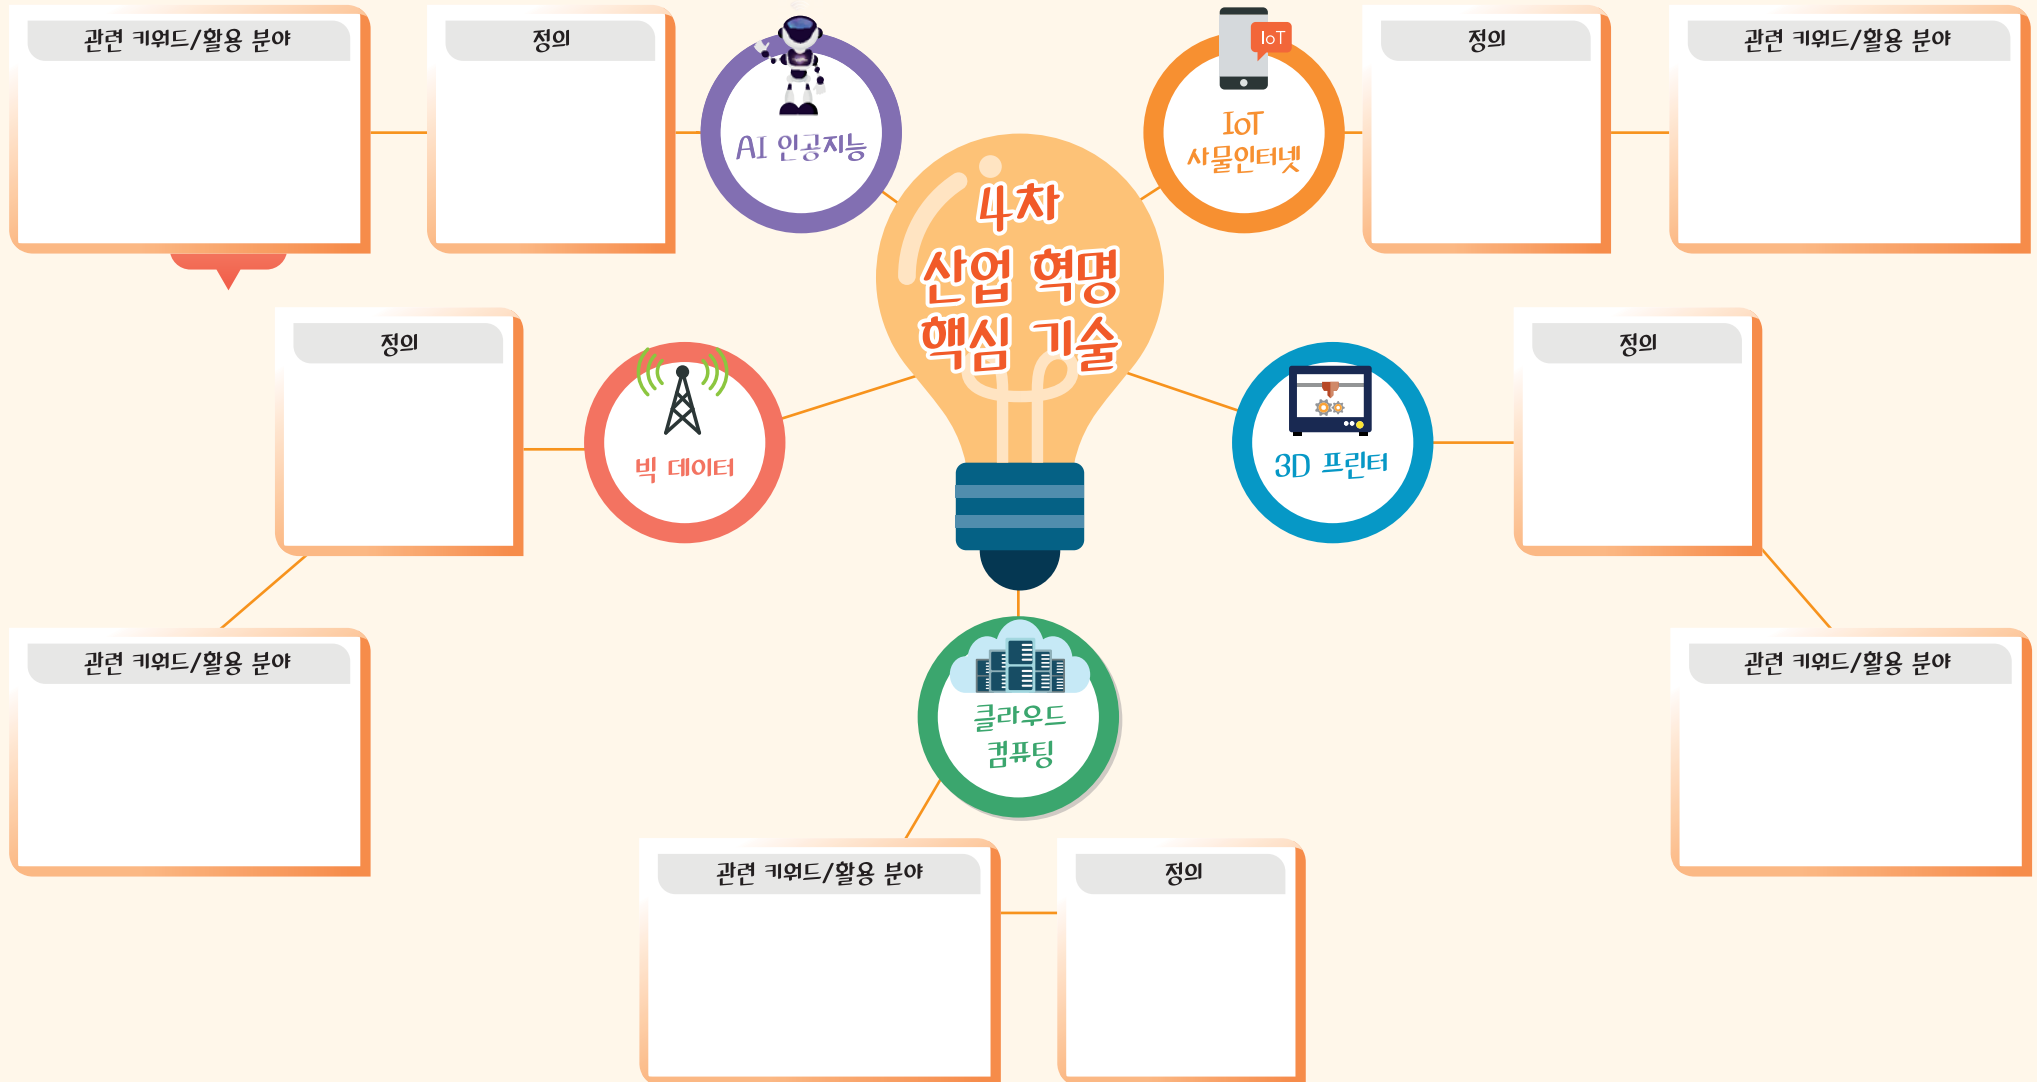 관련 키워드/활용 분야
정의
AI 인공지능
IoT
IoT
사물인터넷
정의
관련 키워드/활용 분야
4차
산업 혁명
핵심 기술
정의
빅 데이터
3D 프린터
정의
관련 키워드/활용 분야
클라우드
컴퓨팅
관련 키워드/활용 분야
관련 키워드/활용 분야
정의